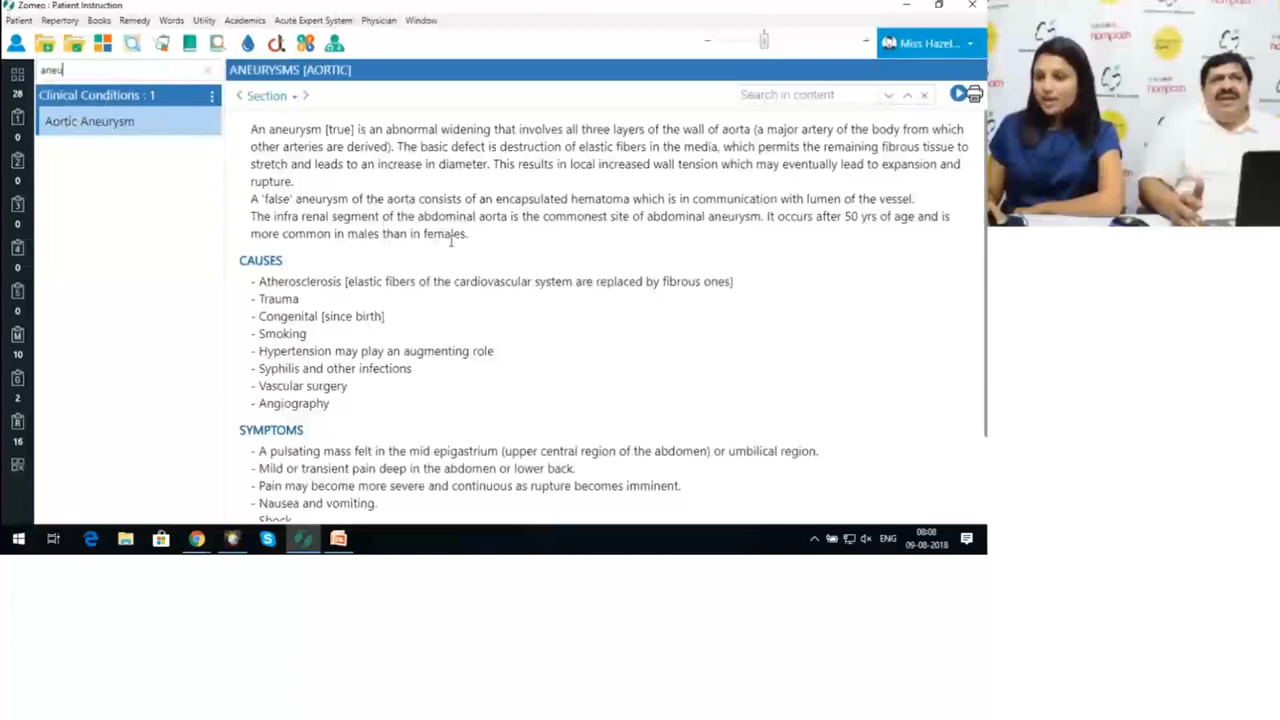 Zomeo : Patient Instruction
Patient Repertory Books Remedy Words Utility Academics Acute Expert System Physician Window
Miss Hazel...
aneu
ANEURYSMS [AORTIC]
28
Clinical Conditions : 1
Section
Search in content
Aortic Aneurysm
0
0
0
0
0
10
2
16
An aneurysm [true] is an abnormal widening that involves all three layers of the wall of aorta (a major artery of the body from which
other arteries are derived). The basic defect is destruction of elastic fibers in the media, which permits the remaining fibrous tissue to
stretch and leads to an increase in diameter. This results in local increased wall tension which may eventually lead to expansion and
rupture.
A 'false' aneurysm of the aorta consists of an encapsulated hematoma which is in communication with lumen of the vessel.
The infra renal segment of the abdominal aorta is the commonest site of abdominal aneurysm. It occurs after 50 yrs of age and is
more common in males than in females.
CAUSES
- Atherosclerosis [elastic fibers of the cardiovascular system are replaced by fibrous ones]
- Trauma
- Congenital [since birth]
- Smoking
- Hypertension may play an augmenting role
- Syphilis and other infections
- Vascular surgery
- Angiography
SYMPTOMS
- A pulsating mass felt in the mid epigastrium (upper central region of the abdomen) or umbilical region.
- Mild or transient pain deep in the abdomen or lower back.
- Pain may become more severe and continuous as rupture becomes imminent.
- Nausea and vomiting.
- Shock
ENG
08:08
09-08-2018
hompath